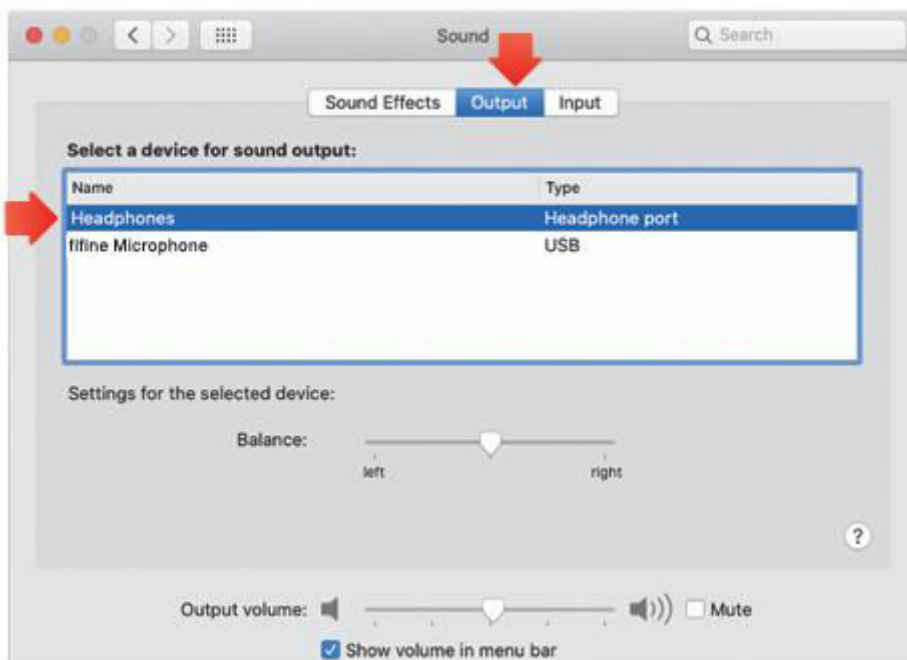 Sound
Search
Sound Effects Output Input
Select a device for sound output:
Name Type
Headphones Headphone port
fifine Microphone USB
Settings for the selected device:
Balance:
left right
?
Output volume: Mute
Show volume in menu bar